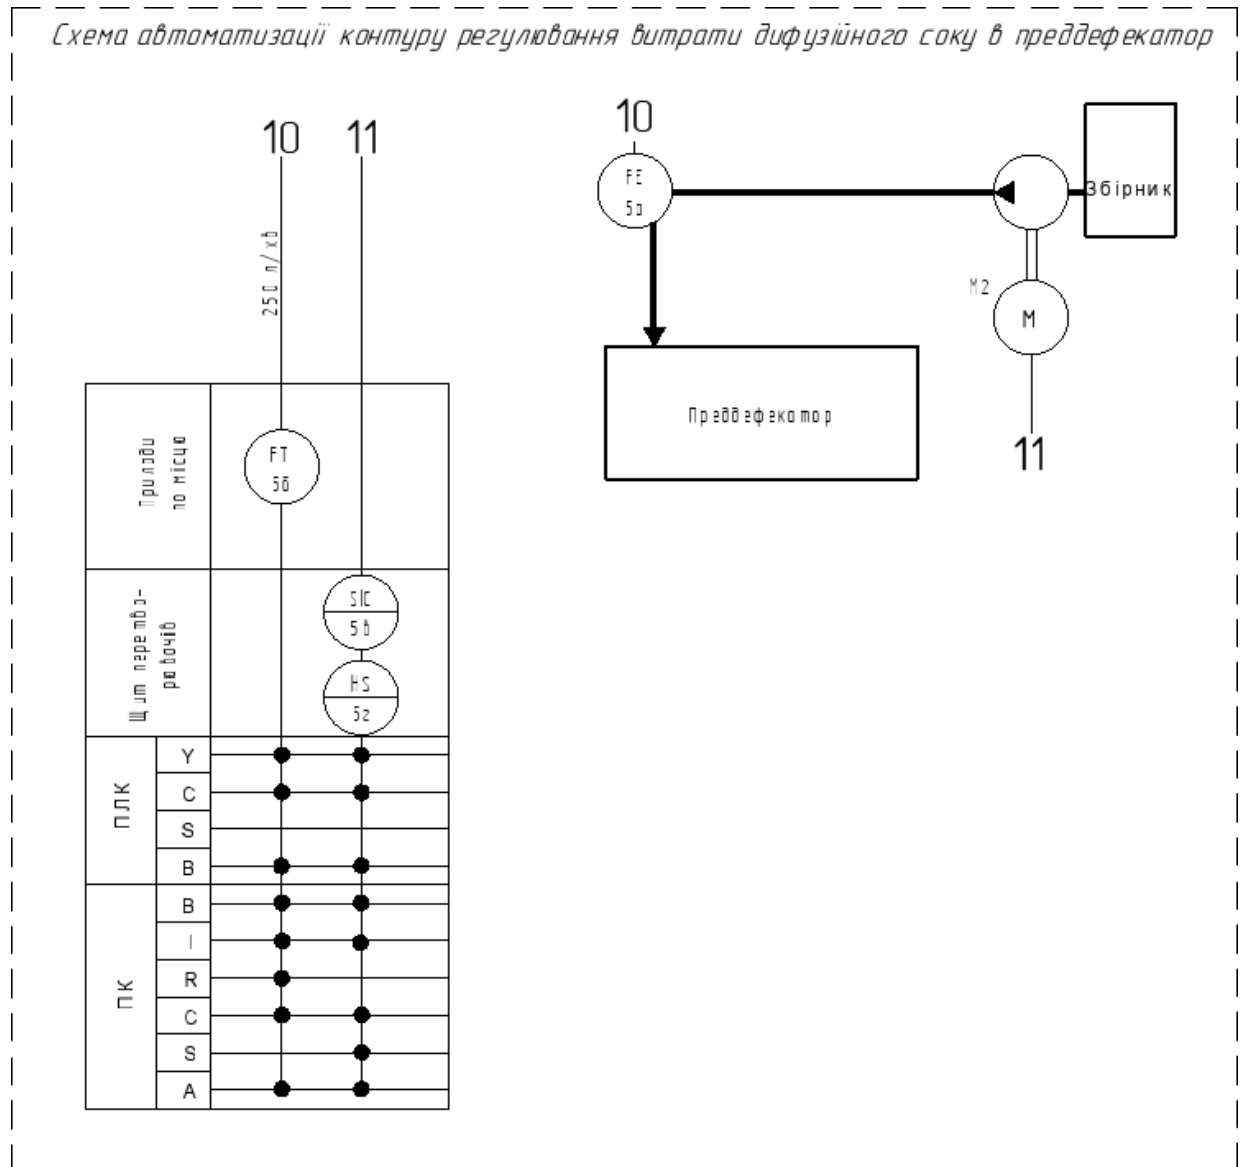 Схема автоматизації контуру регулювання витрати дифузійного соку в преддефекатор
10
11
250 л/хв
10
FE
5а
Збірник
М2
М
11
Преддефекатор
Прилади
по місцю
FT
5б
Щит перетво-
рювачів
SIC
5в
HS
5г
ПЛК
Y
C
S
B
ПК
B
I
R
C
S
A